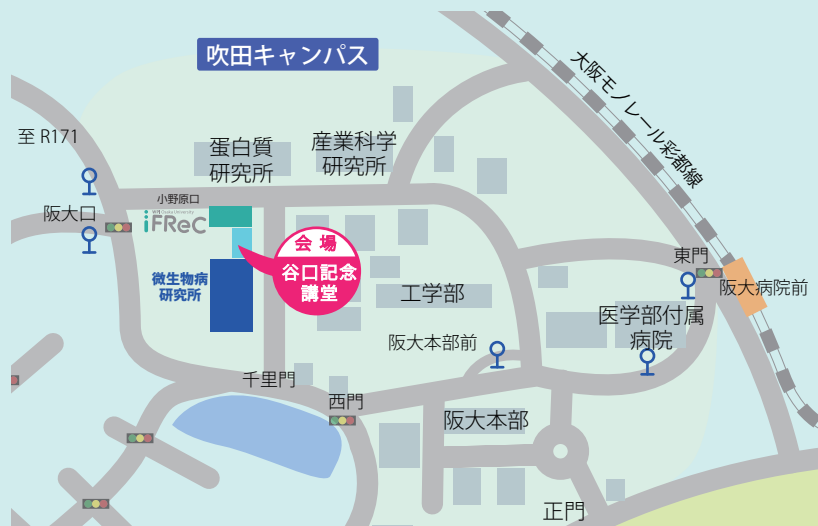 吹田キャンパス
大阪モノレール彩都線
至 R171
蛋白質
研究所
産業科学
研究所
小野原口
iFReC
阪大口
会場
谷口記念
講堂
微生物病
研究所
工学部
東門
阪大病院前
医学部付属
病院
阪大本部前
千里門
西門
阪大本部
正門